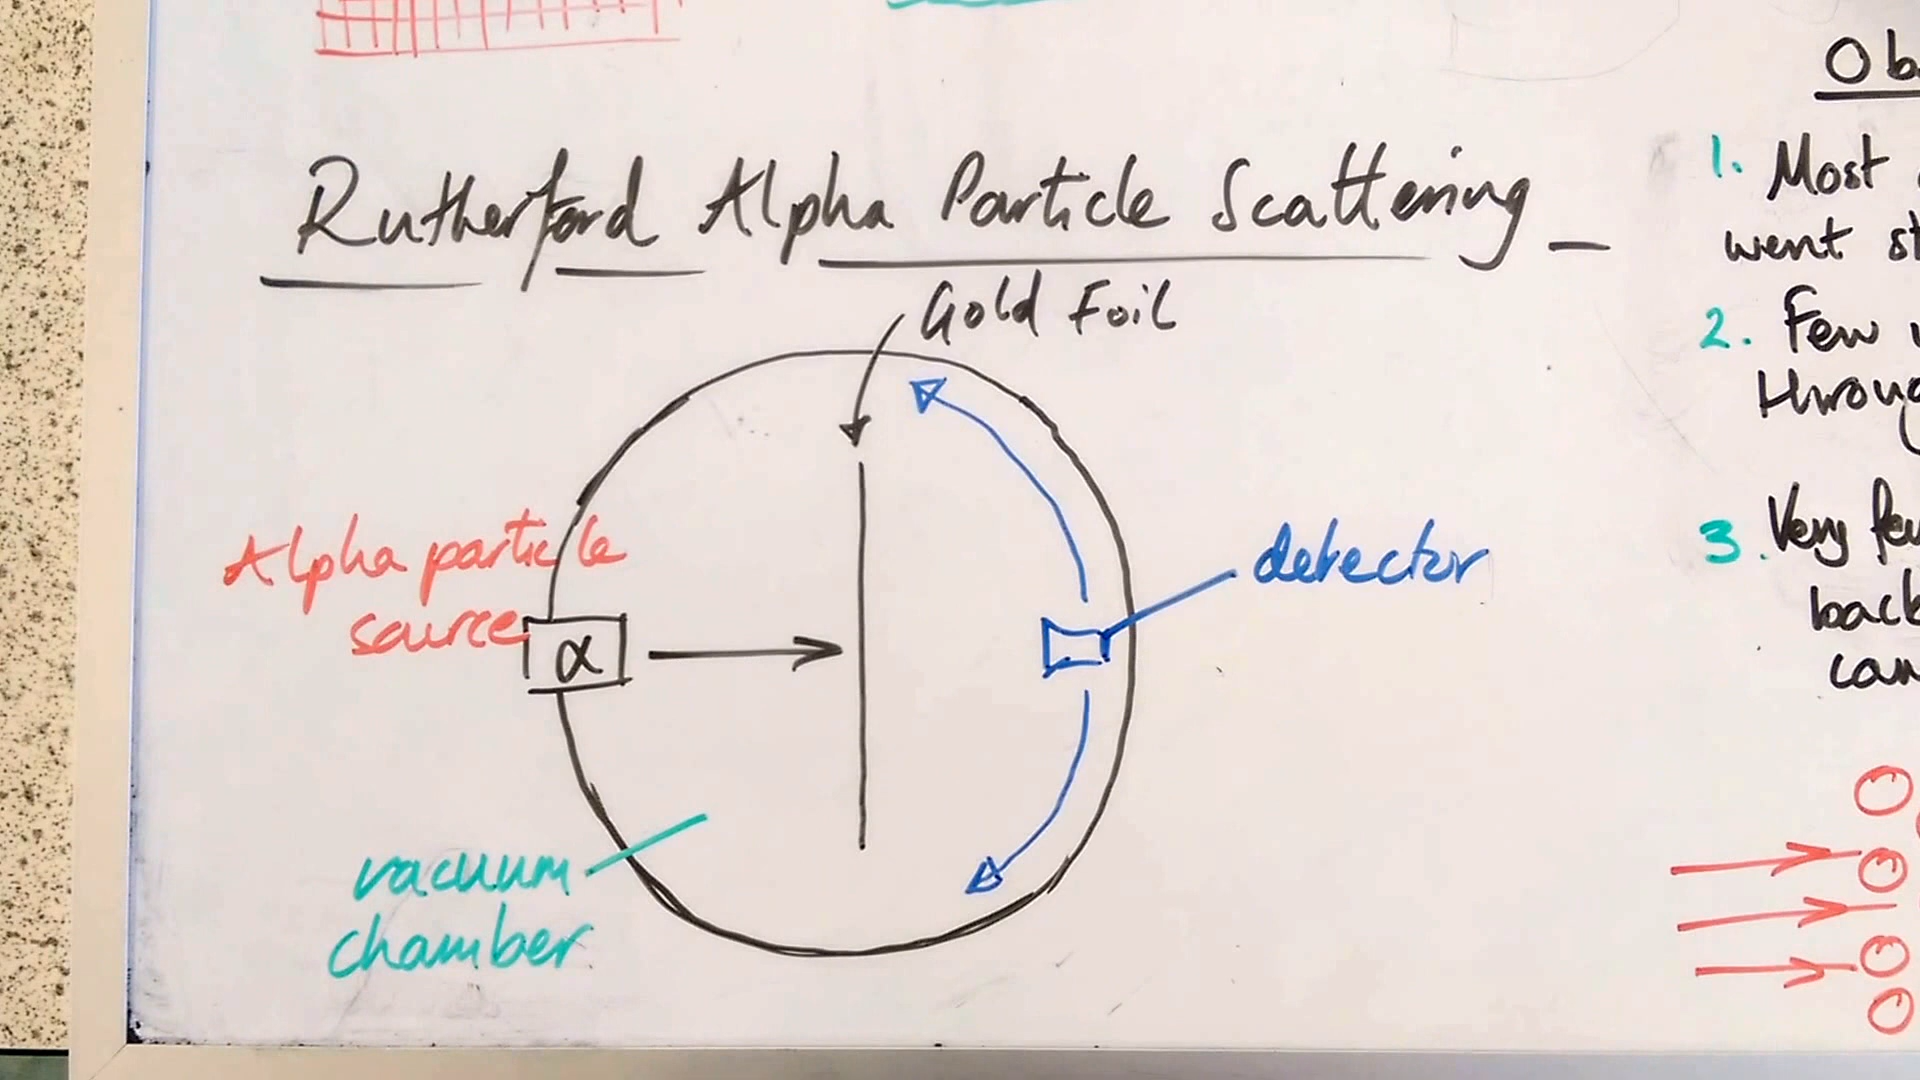 Rutherford Alpha Particle Scattering
Gold Foil
Alpha particle
source
α
detector
vacuum
chamber
1. Most
went
2. Few
3. Very